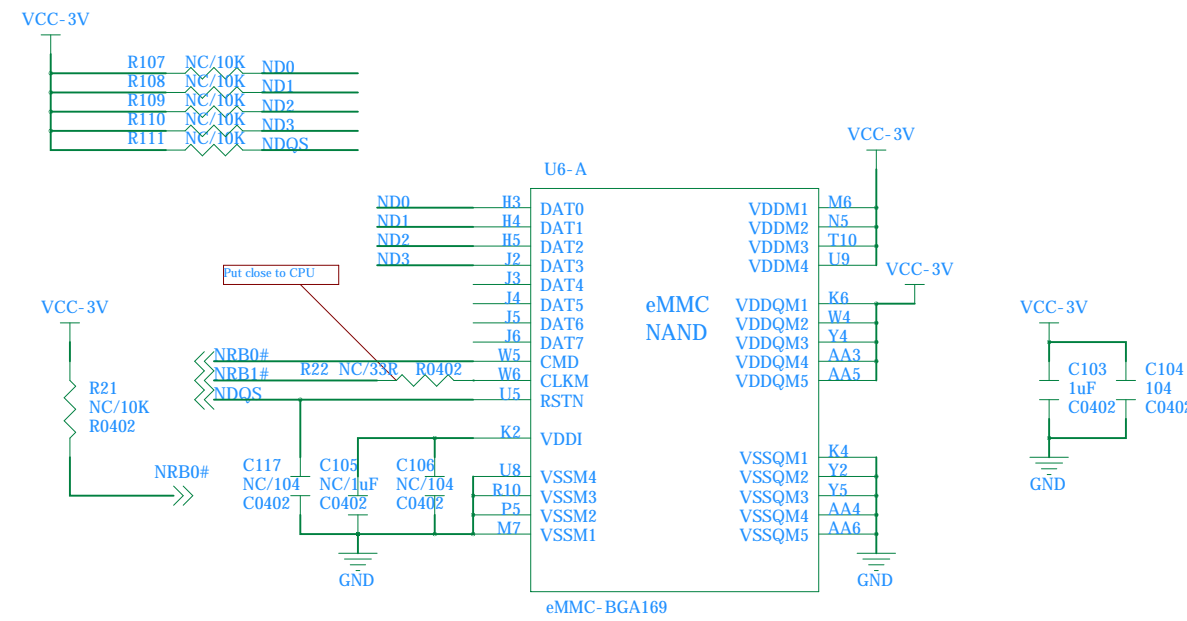 VCC-3V
R107 NC/10K ND0
R108 NC/10K ND1
R109 NC/10K ND2
R110 NC/10K ND3
R111 NC/10K NDQS
VCC-3V
U6-A
ND0 H3 DAT0 VDDM1 M6
ND1 H4 DAT1 VDDM2 N5
ND2 H5 DAT2 VDDM3 T10
ND3 J2 DAT3 VDDM4 U9
Put close to CPU
J3 DAT4
VCC-3V
J4 DAT5 eMMC VDDQM1 K6
J5 DAT6 NAND VDDQM2 W4
J6 DAT7 VDDQM3 Y4
NRB0# W5 CMD VDDQM4 AA3
NRB1# R22 NC/33R R0402 W6 CLKM VDDQM5 AA5
NDQS U5 RSTN
VCC-3V
R21
NC/10K
R0402
NRB0#
K2 VDDI
VSSQM1 K4
U8 VSSM4 VSSQM2 Y2
R10 VSSM3 VSSQM3 Y5
P5 VSSM2 VSSQM4 AA4
M7 VSSM1 VSSQM5 AA6
C117 C105 C106
NC/104 NC/1uF NC/104
C0402 C0402 C0402
GND
GND
eMMC-BGA169
VCC-3V
C103 C104
1uF 104
C0402 C0402
GND